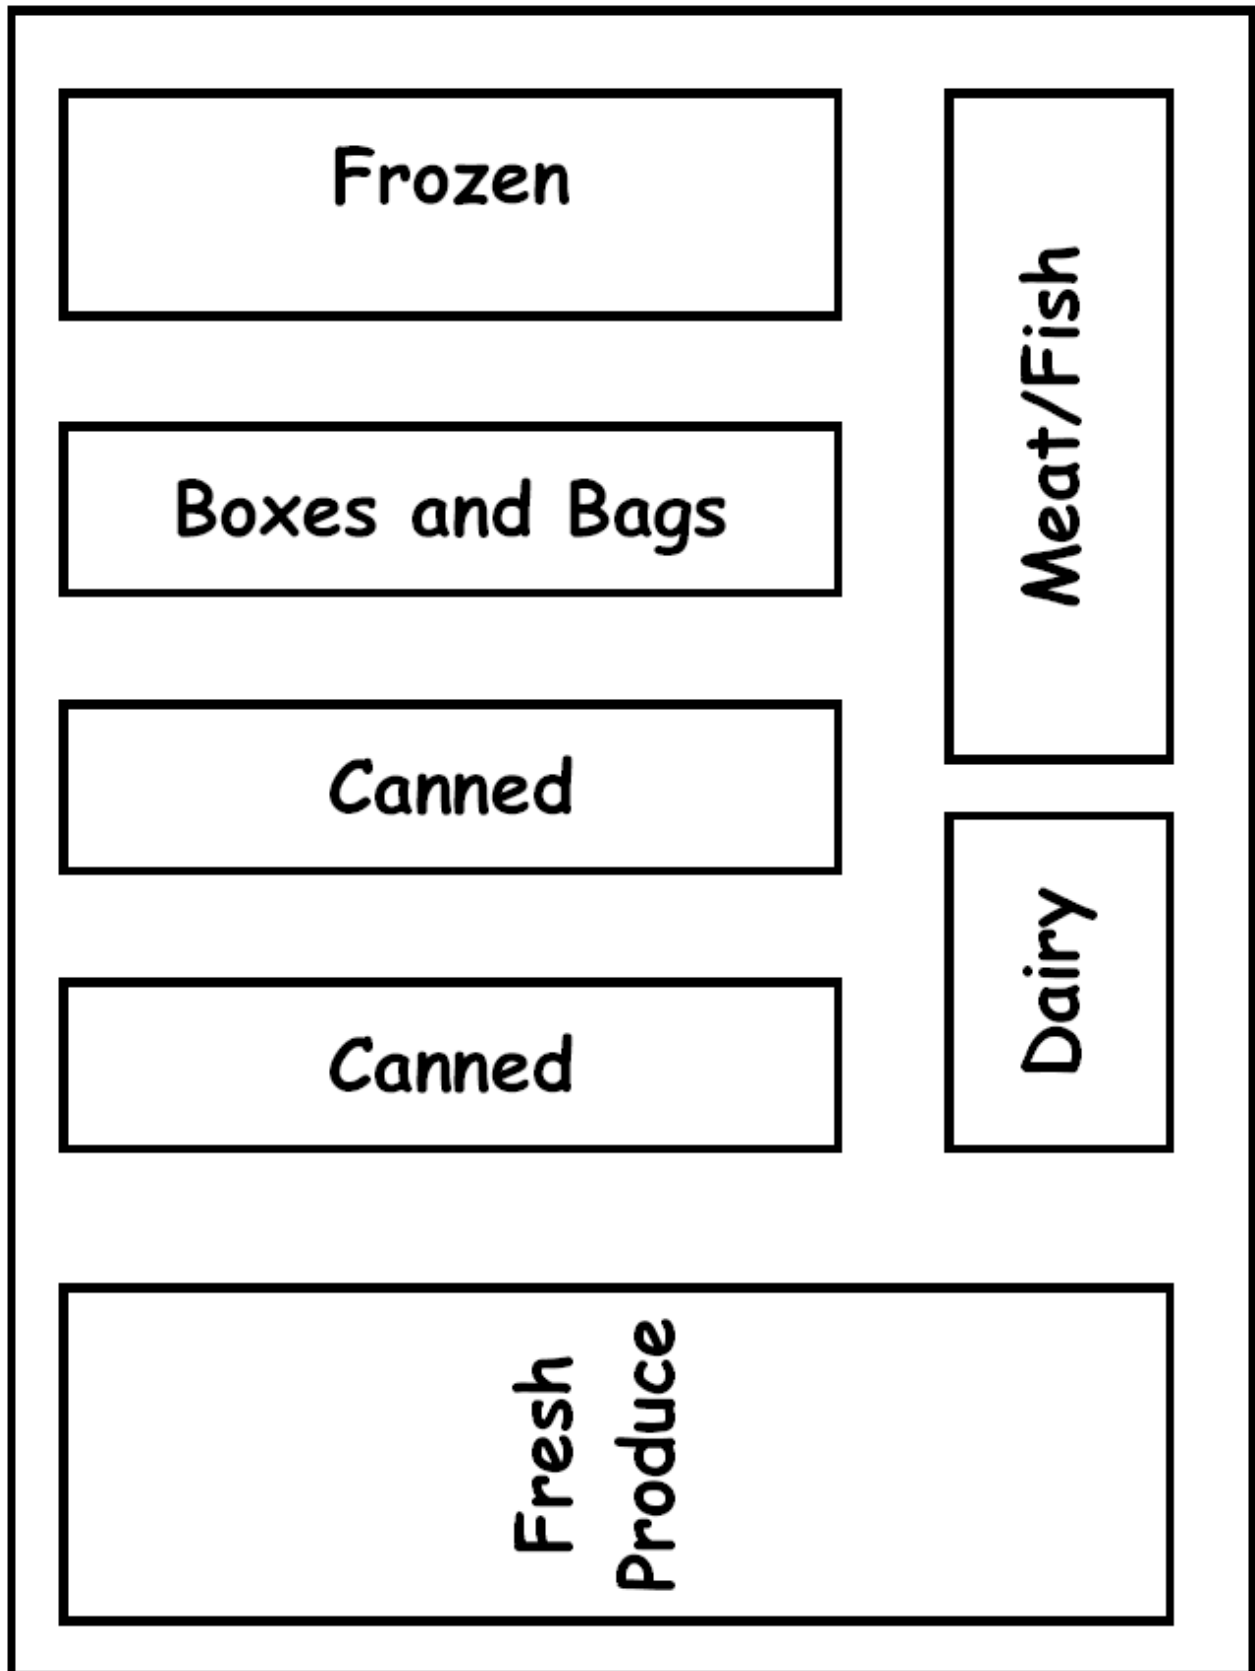 Frozen
Meat/Fish
Boxes and Bags
Canned
Dairy
Canned
Fresh
Produce